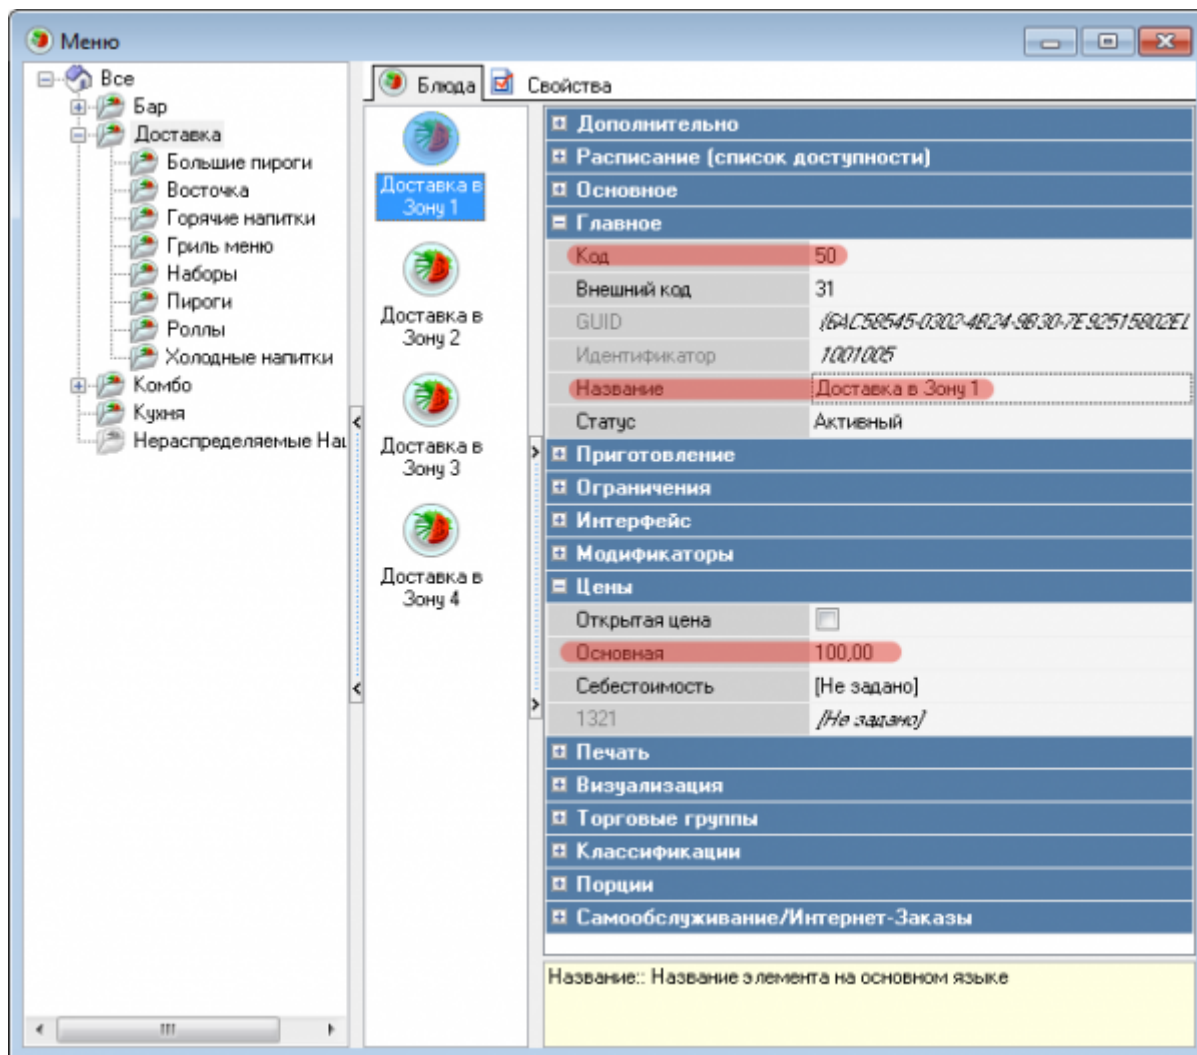 Меню
Все
Бар
Доставка
Большие пироги
Восточка
Горячие напитки
Гриль меню
Наборы
Пироги
Роллы
Холодные напитки
Комбо
Кухня
Нераспределяемые Нац
Блюда
Свойства
Доставка в
Зону 1
Доставка в
Зону 2
Доставка в
Зону 3
Доставка в
Зону 4
Дополнительно
Расписание (список доступности)
Основное
Главное
Код 50
Внешний код 31
GUID
Идентификатор 1001005
Название Доставка в Зону 1
Статус Активный
Приготовление
Ограничения
Интерфейс
Модификаторы
Цены
Открытая цена
Основная 100,00
Себестоимость [Не задано]
1321 [Не задано]
Печать
Визуализация
Торговые группы
Классификации
Порции
Самообслуживание/Интернет-Заказы
Название:: Название элемента на основном языке